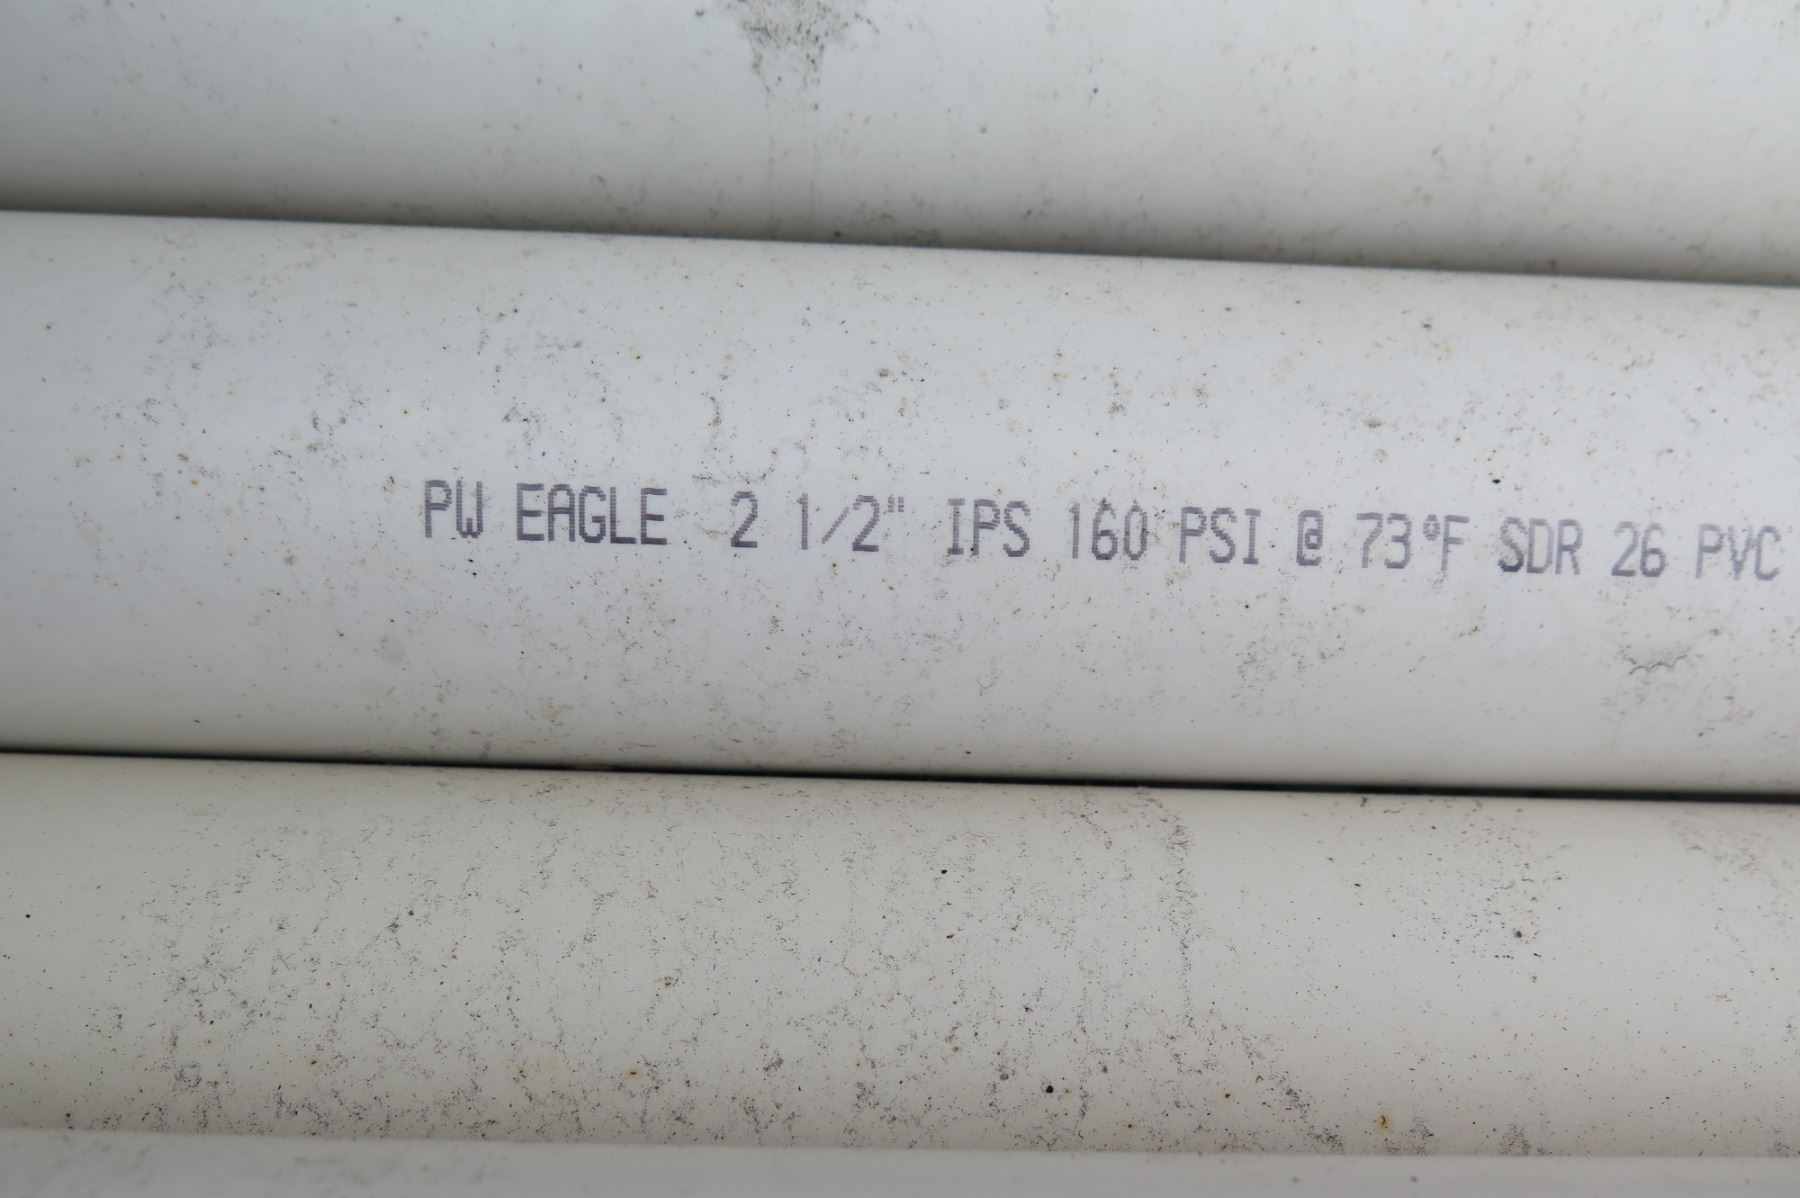 PW EAGLE 2 1/2" IPS 160 PSI @ 73°F SDR 26 PVC